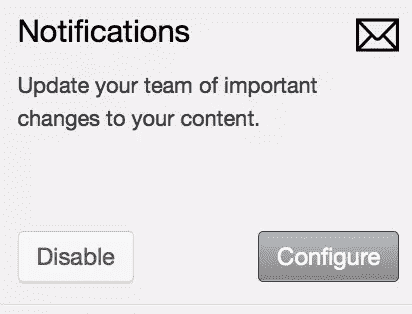 Notifications
Update your team of important
changes to your content.
Disable
Configure